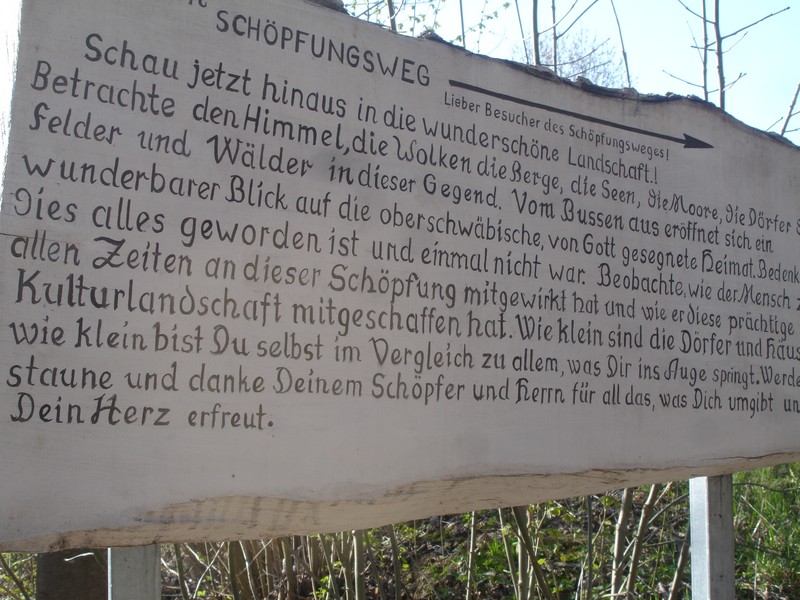 SCHÖPFUNGSWEG
Lieber Besucher des Schöpfungsweges!
Schau jetzt hinaus in die wunderschöne Landschaft!
Betrachte den Himmel, die Wolken die Berge, die Seen, die Moore, die Dörfer
Felder und Wälder in dieser Gegend. Vom Bussen aus eröffnet sich ein
wunderbarer Blick auf die oberschwäbische, von Gott gesegnete Heimat. Bedenk
Dies alles geworden ist und einmal nicht war. Beobachte, wie der Mensch
allen Zeiten an dieser Schöpfung mitgewirkt hat und wie er diese prächtige
Kulturlandschaft mitgeschaffen hat. Wie klein sind die Dörfer und Häus
wie klein bist Du selbst im Vergleich zu allem, was Dir ins Auge springt. Werde
staune und danke Deinem Schöpfer und Herrn für all das, was Dich umgibt un
Dein Herz erfreut.